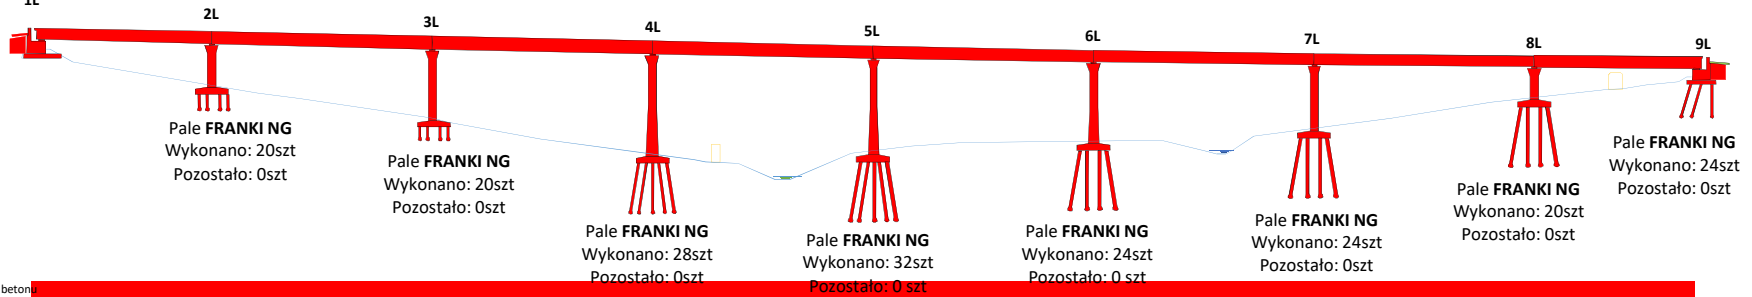 1L
2L
3L
4L
5L
6L
7L
8L
9L
Pale FRANKI NG
Wykonano: 20szt
Pozostało: 0szt
Pale FRANKI NG
Wykonano: 20szt
Pozostało: 0szt
Pale FRANKI NG
Wykonano: 28szt
Pozostało: 0szt
Pale FRANKI NG
Wykonano: 32szt
Pozostało: 0 szt
Pale FRANKI NG
Wykonano: 24szt
Pozostało: 0 szt
Pale FRANKI NG
Wykonano: 24szt
Pozostało: 0szt
Pale FRANKI NG
Wykonano: 20szt
Pozostało: 0szt
Pale FRANKI NG
Wykonano: 24szt
Pozostało: 0szt
betonu